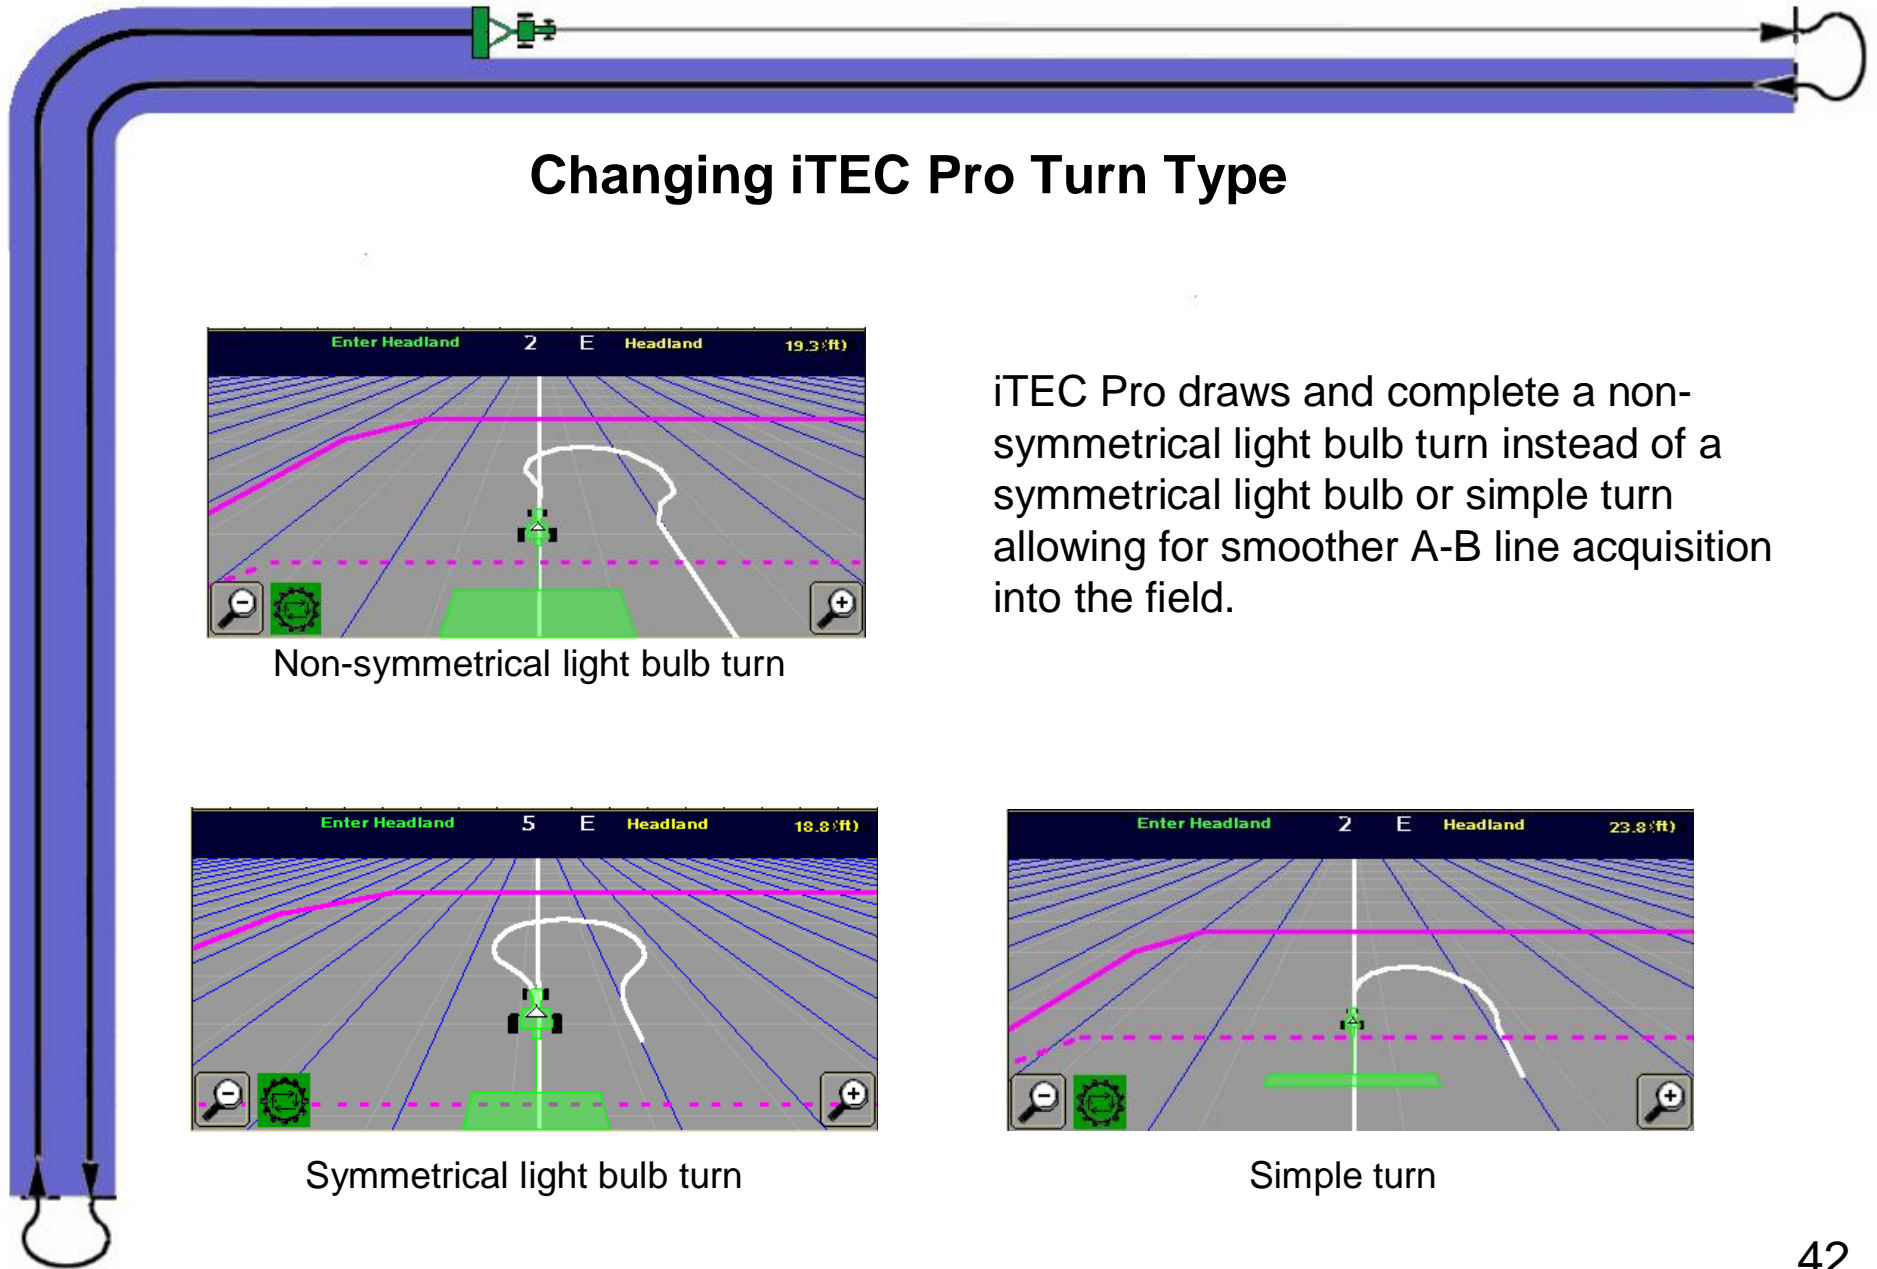 Changing iTEC Pro Turn Type
Enter Headland 2 E Headland 19.3(ft)
Non-symmetrical light bulb turn
iTEC Pro draws and complete a non-
symmetrical light bulb turn instead of a
symmetrical light bulb or simple turn
allowing for smoother A-B line acquisition
into the field.
Enter Headland 5 E Headland 18.8(ft)
Symmetrical light bulb turn
Enter Headland 2 E Headland 23.8(ft)
Simple turn
42